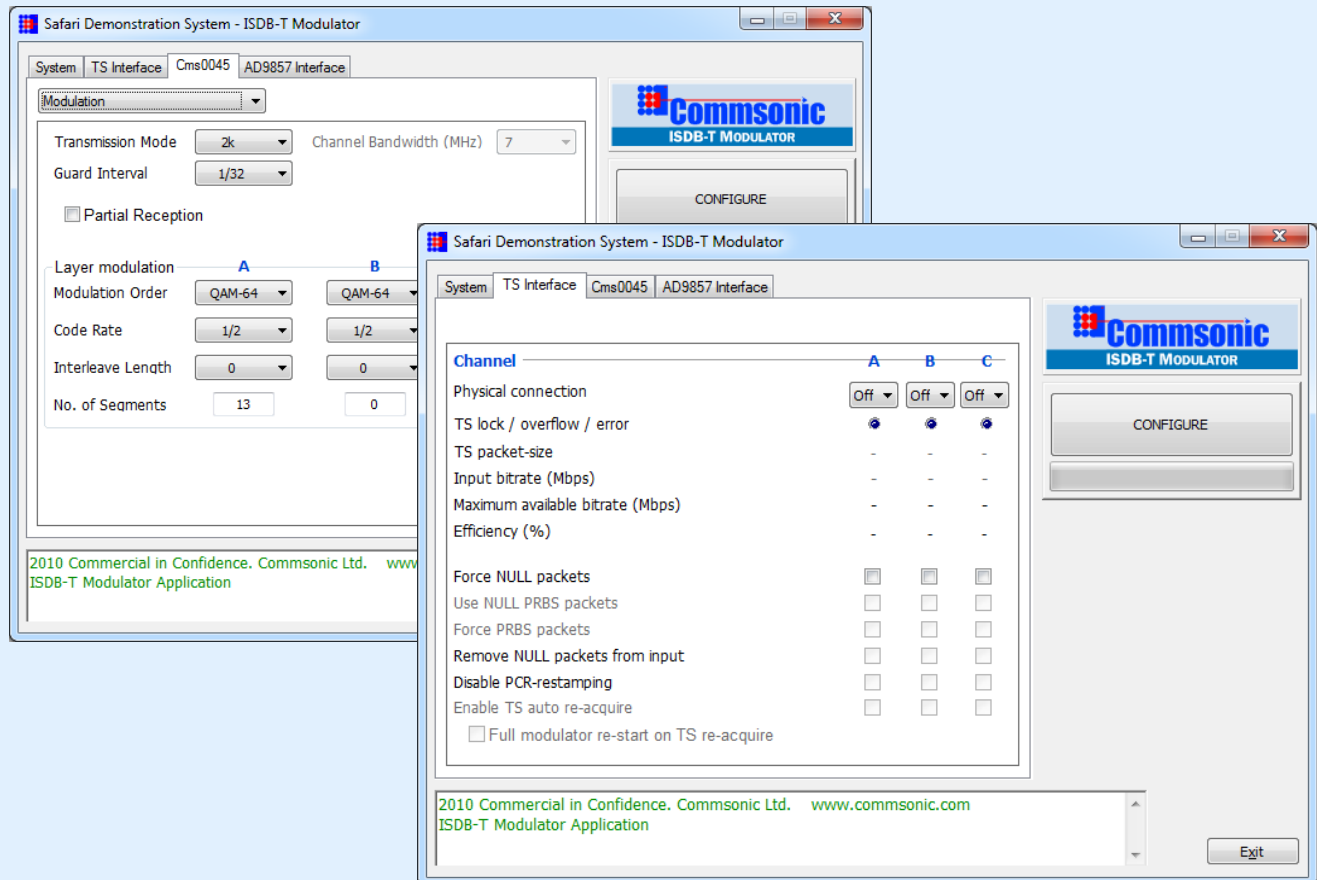 Safari Demonstration System - ISDB-T Modulator
System TS Interface Cms0045 AD9857 Interface
Modulation
Transmission Mode 2k Channel Bandwidth (MHz) 7
Guard Interval 1/32
Partial Reception
Layer modulation A B
Modulation Order QAM-64 QAM-64
Code Rate 1/2 1/2
Interleave Length 0 0
No. of Segments 13 0
Commsonic
ISDB-T MODULATOR
CONFIGURE
2010 Commercial in Confidence. Commsonic Ltd. www
ISDB-T Modulator Application
Safari Demonstration System - ISDB-T Modulator
System TS Interface Cms0045 AD9857 Interface
Channel A B C
Physical connection Off Off Off
TS lock / overflow / error
TS packet-size - - -
Input bitrate (Mbps) - - -
Maximum available bitrate (Mbps) - - -
Efficiency (%) - - -
Force NULL packets
Use NULL PRBS packets
Force PRBS packets
Remove NULL packets from input
Disable PCR-restamping
Enable TS auto re-acquire
Full modulator re-start on TS re-acquire
Commsonic
ISDB-T MODULATOR
CONFIGURE
2010 Commercial in Confidence. Commsonic Ltd. www.commsonic.com
ISDB-T Modulator Application
Exit